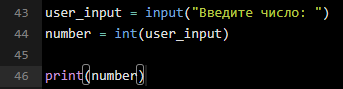 43 user_input = input("Введите число: ")
44 number = int(user_input)
45
46 print(number)